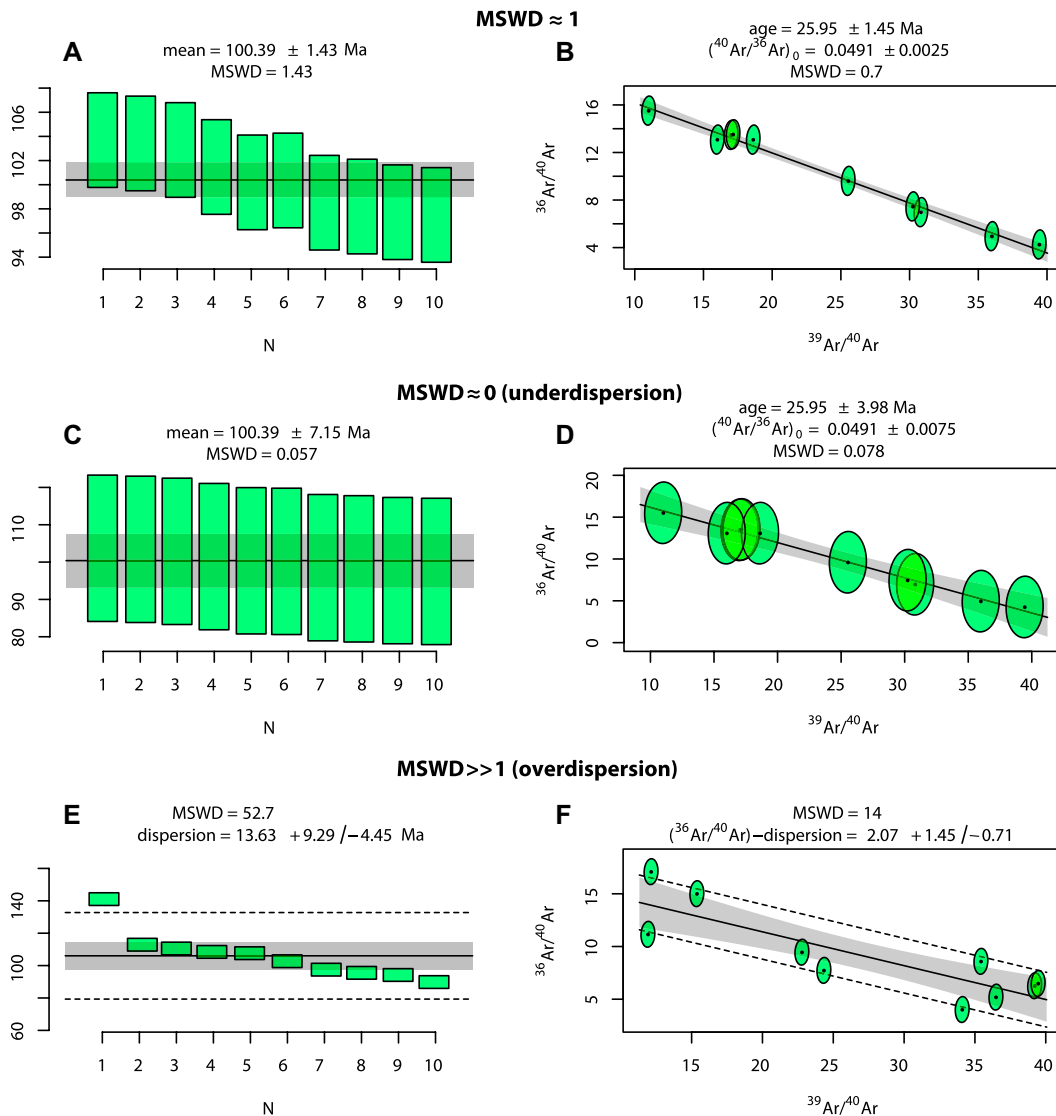 MSWD ≈ 1
A
mean = 100.39 ± 1.43 Ma
MSWD = 1.43
94 98 102 106
1 2 3 4 5 6 7 8 9 10
N
B
age = 25.95 ± 1.45 Ma
(⁴⁰Ar/³⁶Ar)₀ = 0.0491 ± 0.0025
MSWD = 0.7
³⁶Ar/⁴⁰Ar
16
12
8
4
10 15 20 25 30 35 40
³⁹Ar/⁴⁰Ar
MSWD ≈ 0 (underdispersion)
C
mean = 100.39 ± 7.15 Ma
MSWD = 0.057
80 90 110
1 2 3 4 5 6 7 8 9 10
N
D
age = 25.95 ± 3.98 Ma
(⁴⁰Ar/³⁶Ar)₀ = 0.0491 ± 0.0075
MSWD = 0.078
³⁶Ar/⁴⁰Ar
20
15
10
5
0
10 15 20 25 30 35 40
³⁹Ar/⁴⁰Ar
MSWD>>1 (overdispersion)
E
MSWD = 52.7
dispersion = 13.63 +9.29 /−4.45 Ma
60 100 140
1 2 3 4 5 6 7 8 9 10
N
F
MSWD = 14
(³⁶Ar/⁴⁰Ar)−dispersion = 2.07 +1.45 /−0.71
³⁶Ar/⁴⁰Ar
15
10
5
15 20 25 30 35 40
³⁹Ar/⁴⁰Ar